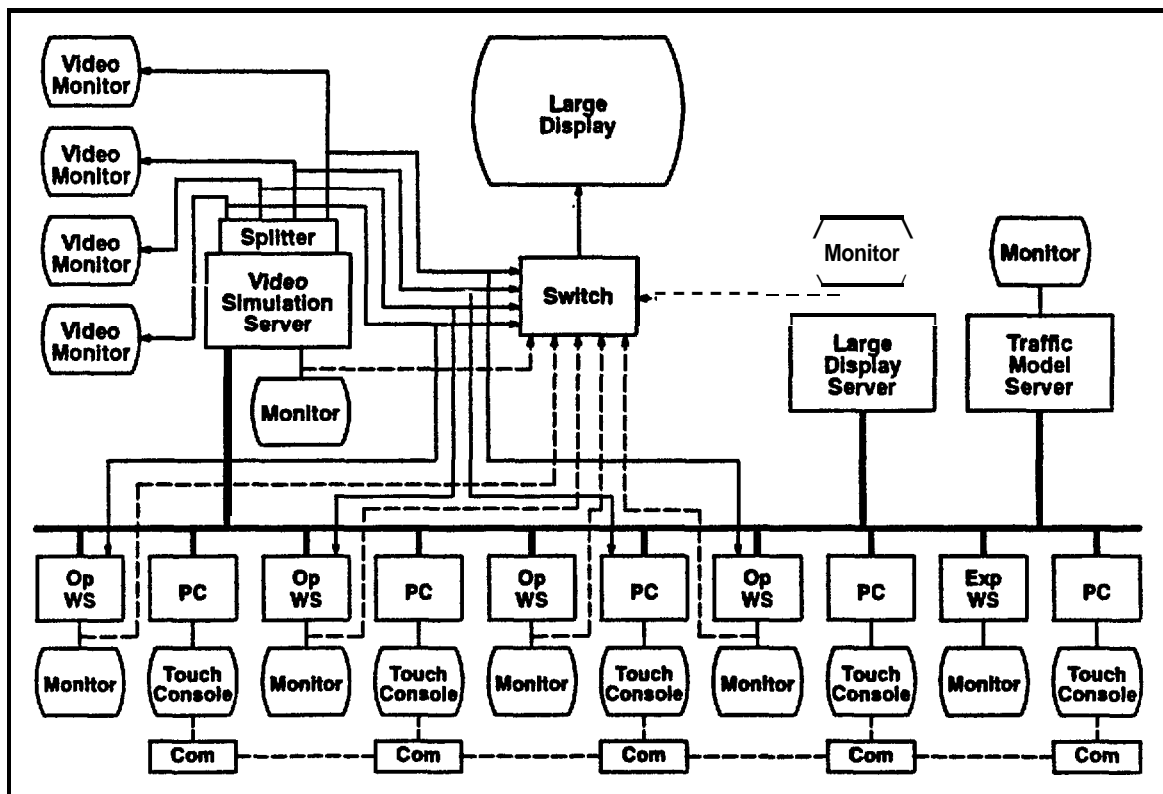 Video
Monitor
Large
Display
Video
Monitor
Video
Monitor
Video
Monitor
Splitter
Video
Simulation
Server
Monitor
Switch
Monitor
Monitor
Large
Display
Server
Traffic
Model
Server
Op
WS
PC
Op
WS
PC
Op
WS
PC
Op
WS
PC
Exp
WS
PC
Monitor
Touch
Console
Monitor
Touch
Console
Monitor
Touch
Console
Monitor
Touch
Console
Monitor
Touch
Console
Com
Com
Com
Com
Com